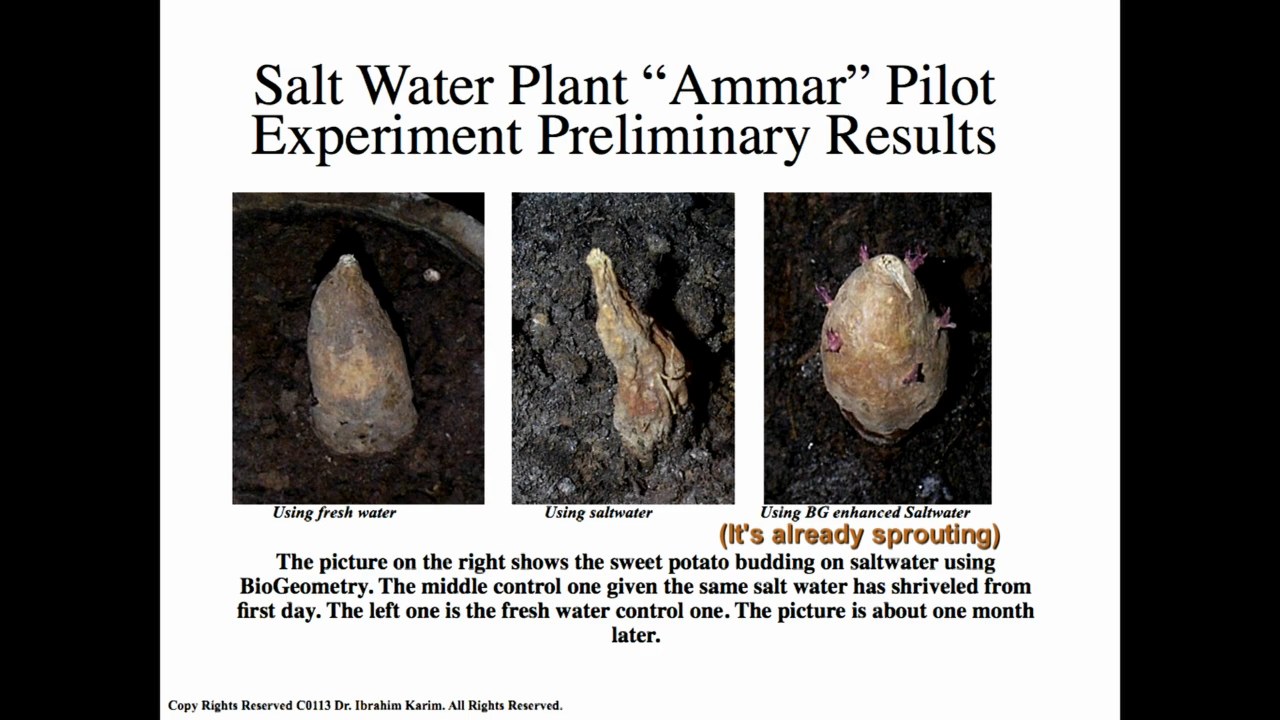 Salt Water Plant “Ammar” Pilot
Experiment Preliminary Results
Using fresh water
Using saltwater
Using BG enhanced Saltwater
(It's already sprouting)
The picture on the right shows the sweet potato budding on saltwater using
BioGeometry. The middle control one given the same salt water has shriveled from
first day. The left one is the fresh water control one. The picture is about one month
later.
Copy Rights Reserved C0113 Dr. Ibrahim Karim. All Rights Reserved.